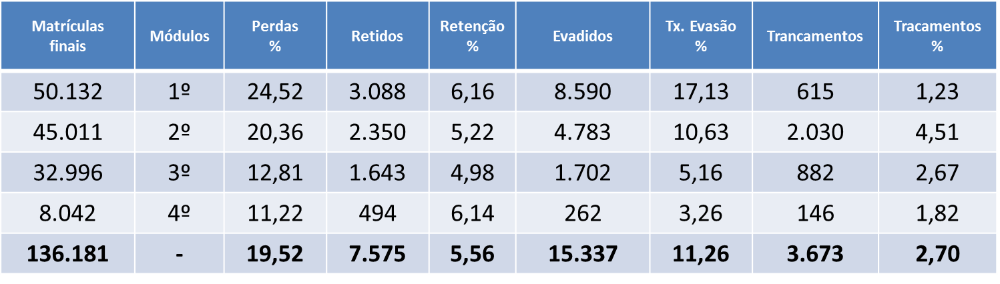 Matrículas finais Módulos Perdas % Retidos Retenção % Evadidos Tx. Evasão % Trancamentos Tracamentos %
50.132 1º 24,52 3.088 6,16 8.590 17,13 615 1,23
45.011 2º 20,36 2.350 5,22 4.783 10,63 2.030 4,51
32.996 3º 12,81 1.643 4,98 1.702 5,16 882 2,67
8.042 4º 11,22 494 6,14 262 3,26 146 1,82
136.181 - 19,52 7.575 5,56 15.337 11,26 3.673 2,70